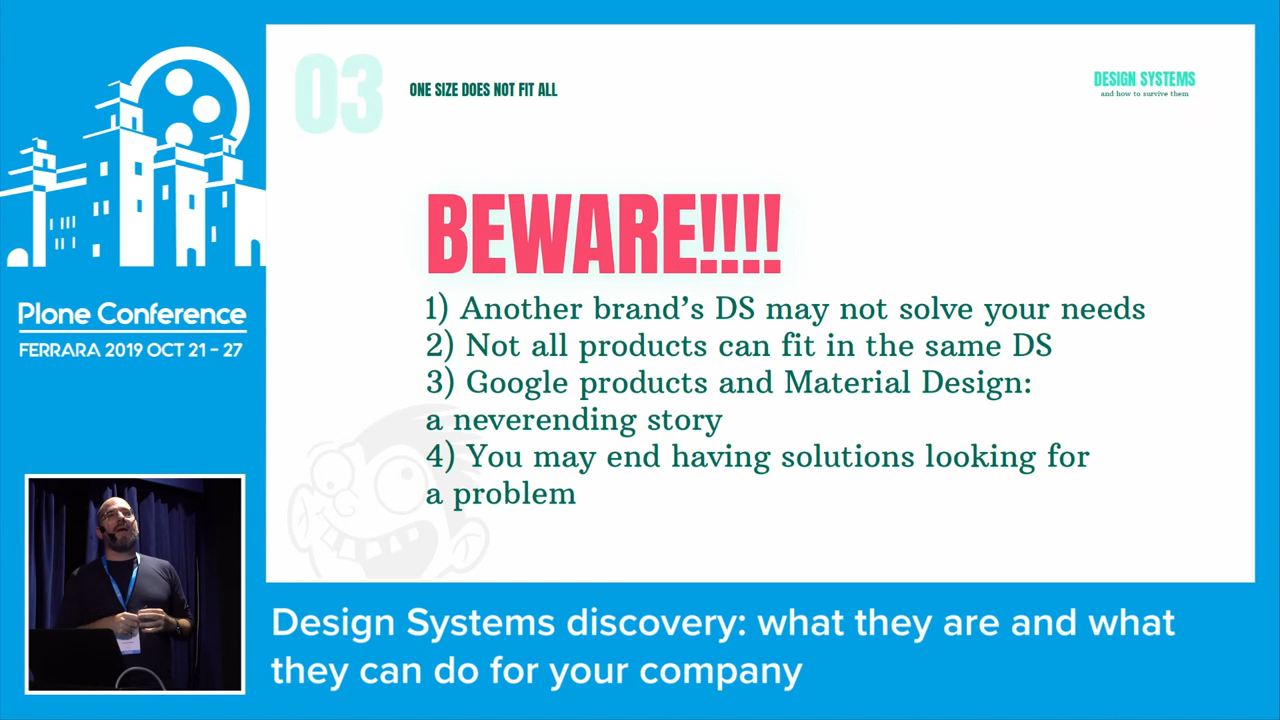 03
ONE SIZE DOES NOT FIT ALL
DESIGN SYSTEMS
and how to survive them
BEWARE!!!!
1) Another brand’s DS may not solve your needs
2) Not all products can fit in the same DS
3) Google products and Material Design:
a neverending story
4) You may end having solutions looking for
a problem
Plone Conference
FERRARA 2019 OCT 21 - 27
Design Systems discovery: what they are and what
they can do for your company